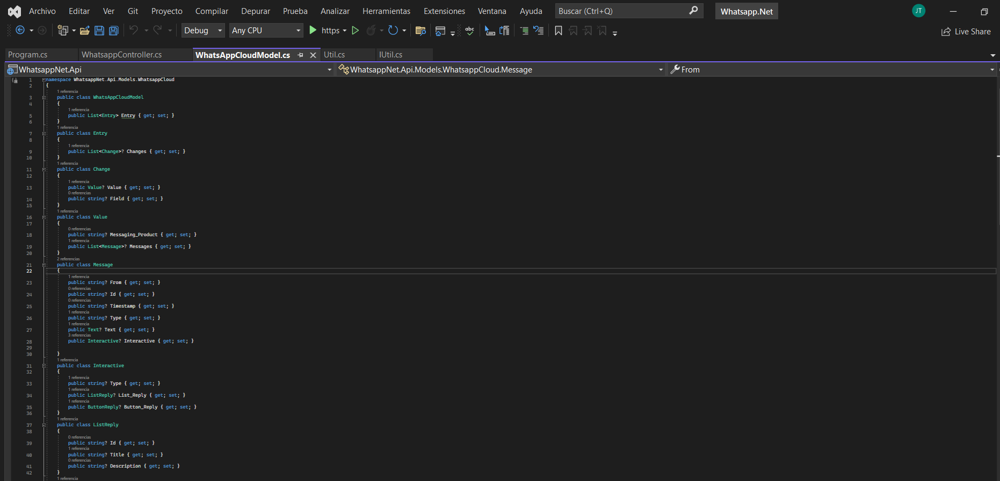 Archivo Editar Ver Git Proyecto Compilar Depurar Prueba Analizar Herramientas Extensiones Ventana Ayuda Buscar (Ctrl+Q) Whatsapp.Net JT
Debug Any CPU https abc Live Share
Program.cs WhatsappController.cs WhatsAppCloudModel.cs Util.cs IUtil.cs
WhatsappNet.Api WhatsappNet.Api.Models.WhatsappCloud.Message From
1 namespace WhatsappNet.Api.Models.WhatsappCloud
2 {
1 referencia
3 public class WhatsAppCloudModel
4 {
1 referencia
5 public List<Entry> Entry { get; set; }
6 }
1 referencia
7 public class Entry
8 {
1 referencia
9 public List<Change>? Changes { get; set; }
10 }
1 referencia
11 public class Change
12 {
1 referencia
13 public Value? Value { get; set; }
0 referencias
14 public string? Field { get; set; }
15 }
1 referencia
16 public class Value
17 {
0 referencias
18 public string? Messaging_Product { get; set; }
1 referencia
19 public List<Message>? Messages { get; set; }
20 }
2 referencias
21 public class Message
22 {
1 referencia
23 public string? From { get; set; }
0 referencias
24 public string? Id { get; set; }
0 referencias
25 public string? Timestamp { get; set; }
1 referencia
26 public string? Type { get; set; }
1 referencia
27 public Text? Text { get; set; }
3 referencias
28 public Interactive? Interactive { get; set; }
29
30 }
1 referencia
31 public class Interactive
32 {
1 referencia
33 public string? Type { get; set; }
1 referencia
34 public ListReply? List_Reply { get; set; }
1 referencia
35 public ButtonReply? Button_Reply { get; set; }
36 }
1 referencia
37 public class ListReply
38 {
0 referencias
39 public string? Id { get; set; }
1 referencia
40 public string? Title { get; set; }
0 referencias
41 public string? Description { get; set; }
42 }
1 referencia